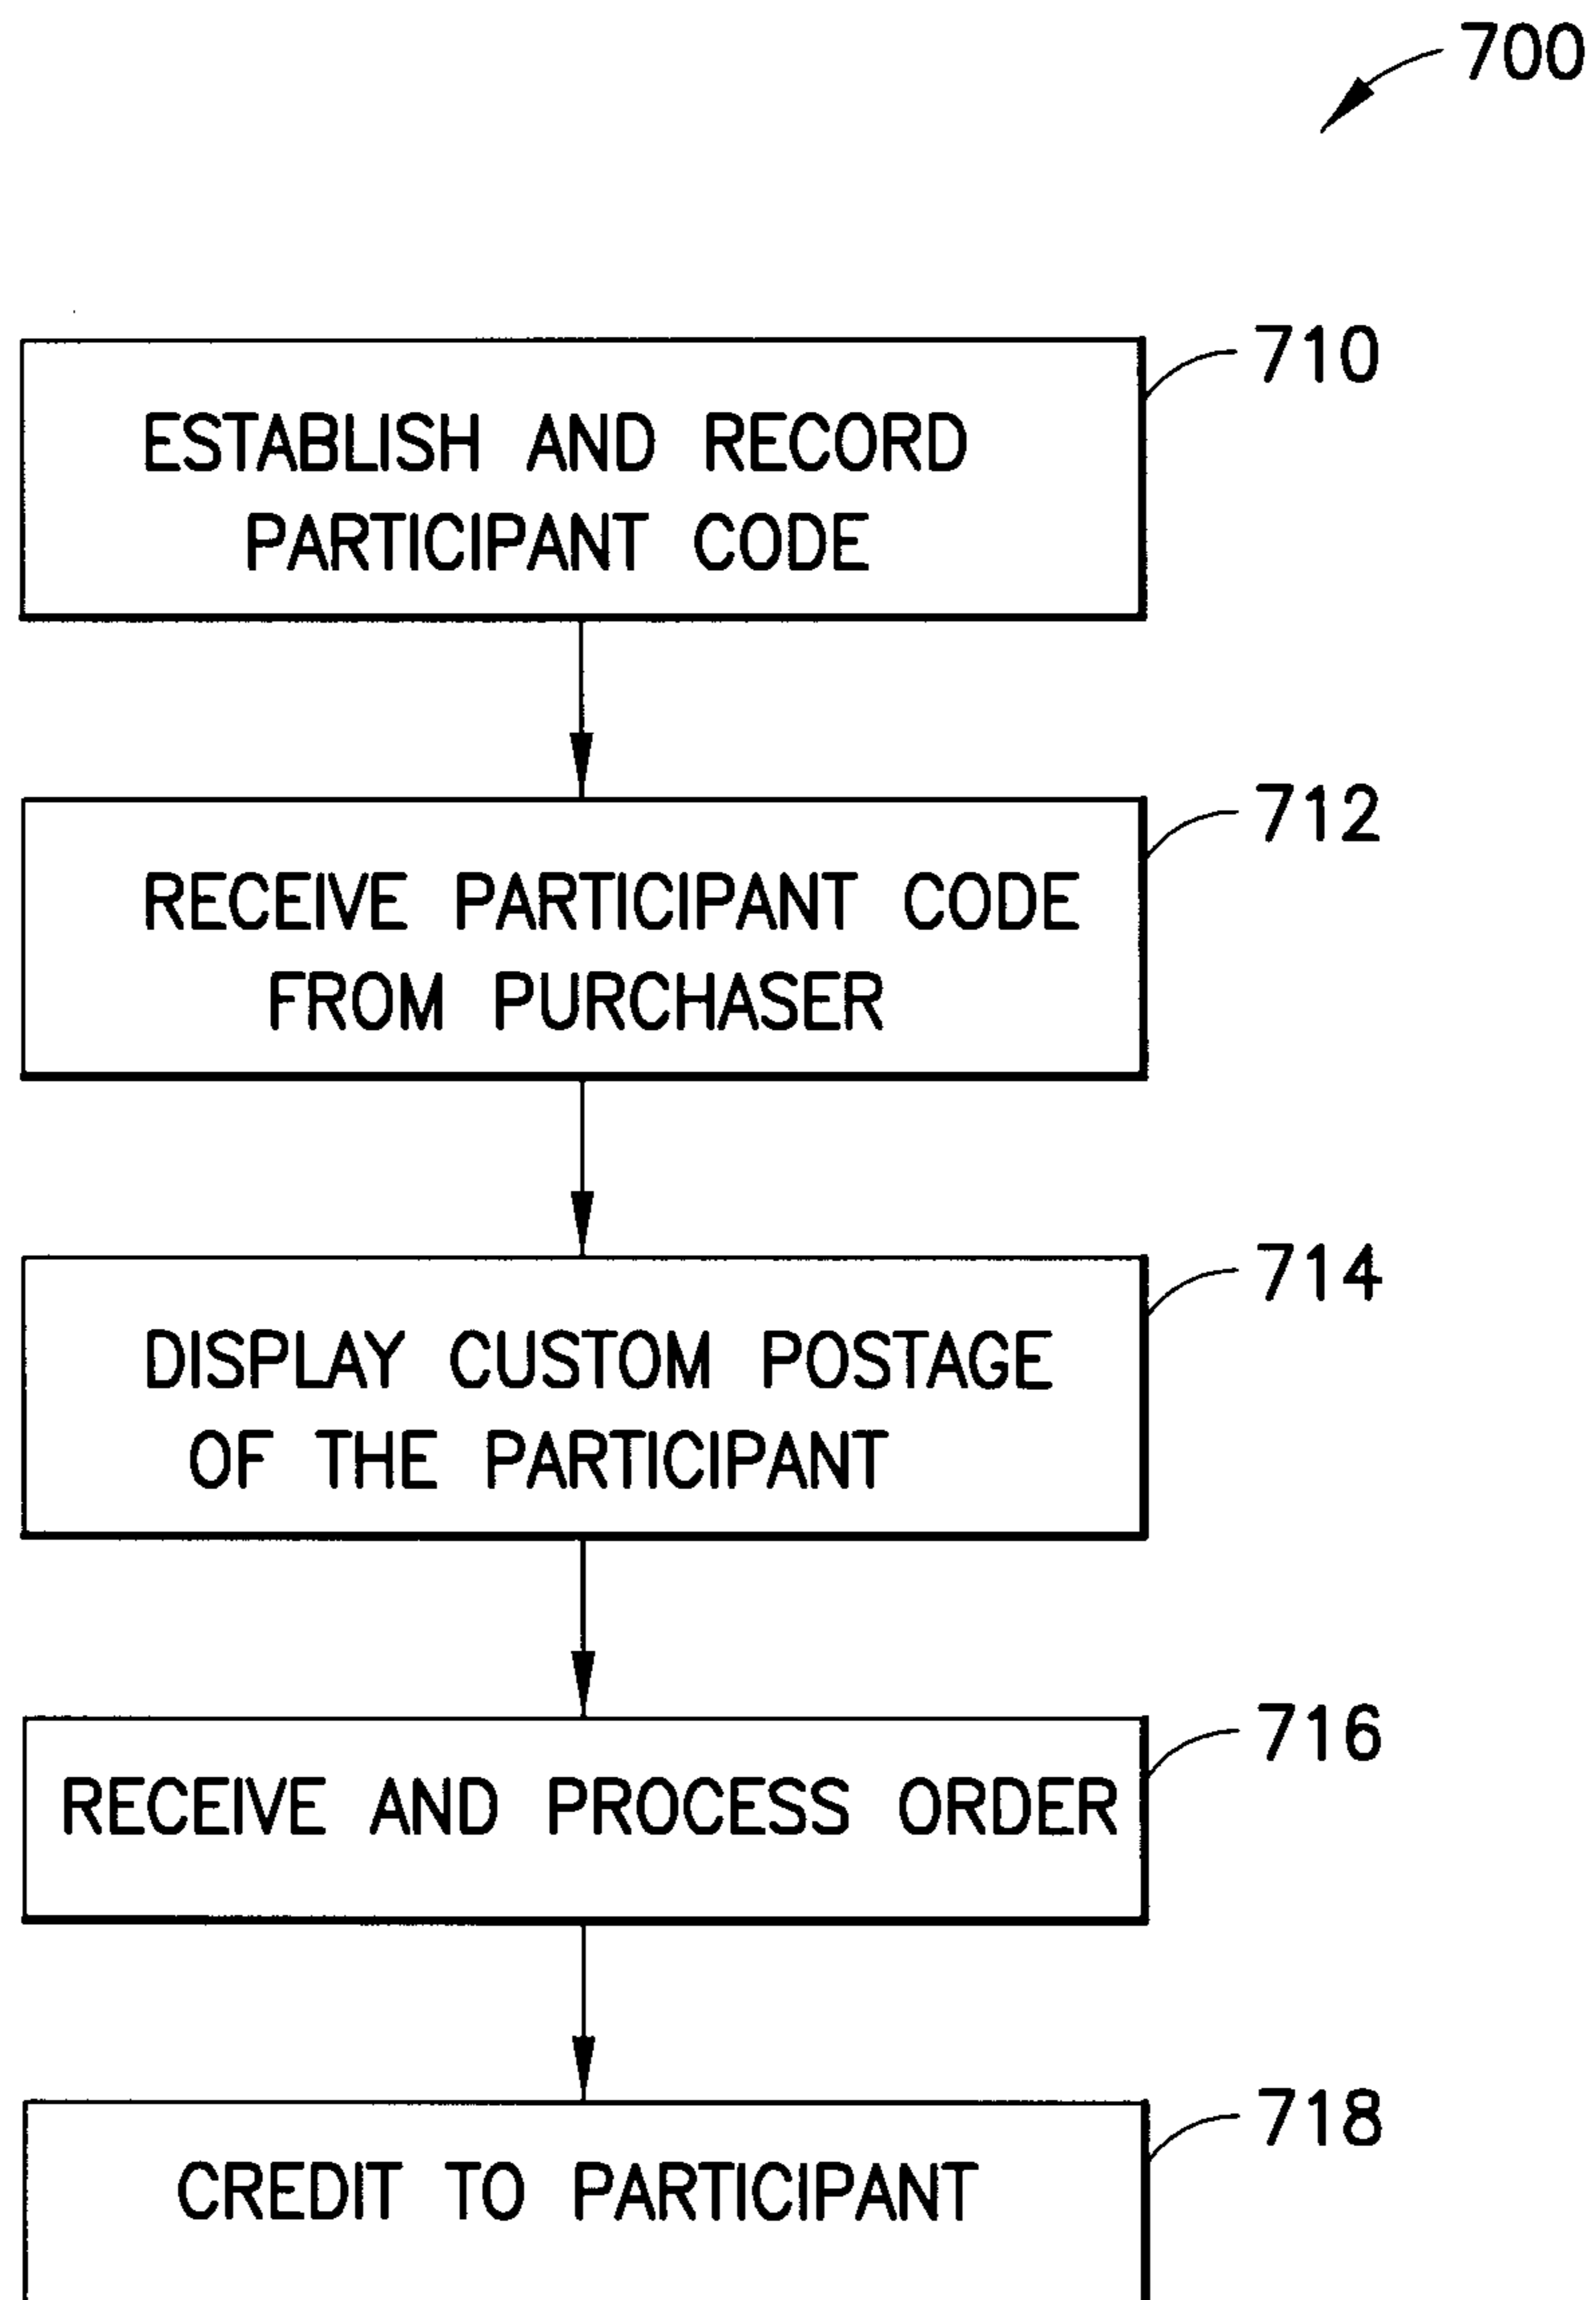 700
710
ESTABLISH AND RECORD
PARTICIPANT CODE
712
RECEIVE PARTICIPANT CODE
FROM PURCHASER
714
DISPLAY CUSTOM POSTAGE
OF THE PARTICIPANT
716
RECEIVE AND PROCESS ORDER
718
CREDIT TO PARTICIPANT